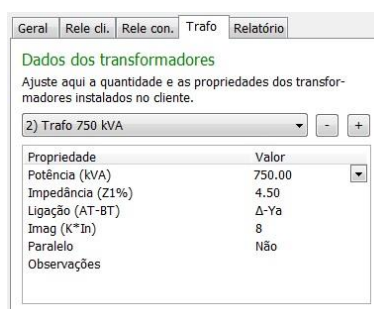 Geral Rele cli. Rele con. Trafo Relatório
Dados dos transformadores
Ajuste aqui a quantidade e as propriedades dos transfor-
madores instalados no cliente.
2) Trafo 750 kVA - +
Propriedade Valor
Potência (kVA) 750.00
Impedância (Z1%) 4.50
Ligação (AT-BT) Δ-Ya
Imag (K*In) 8
Paralelo Não
Observações